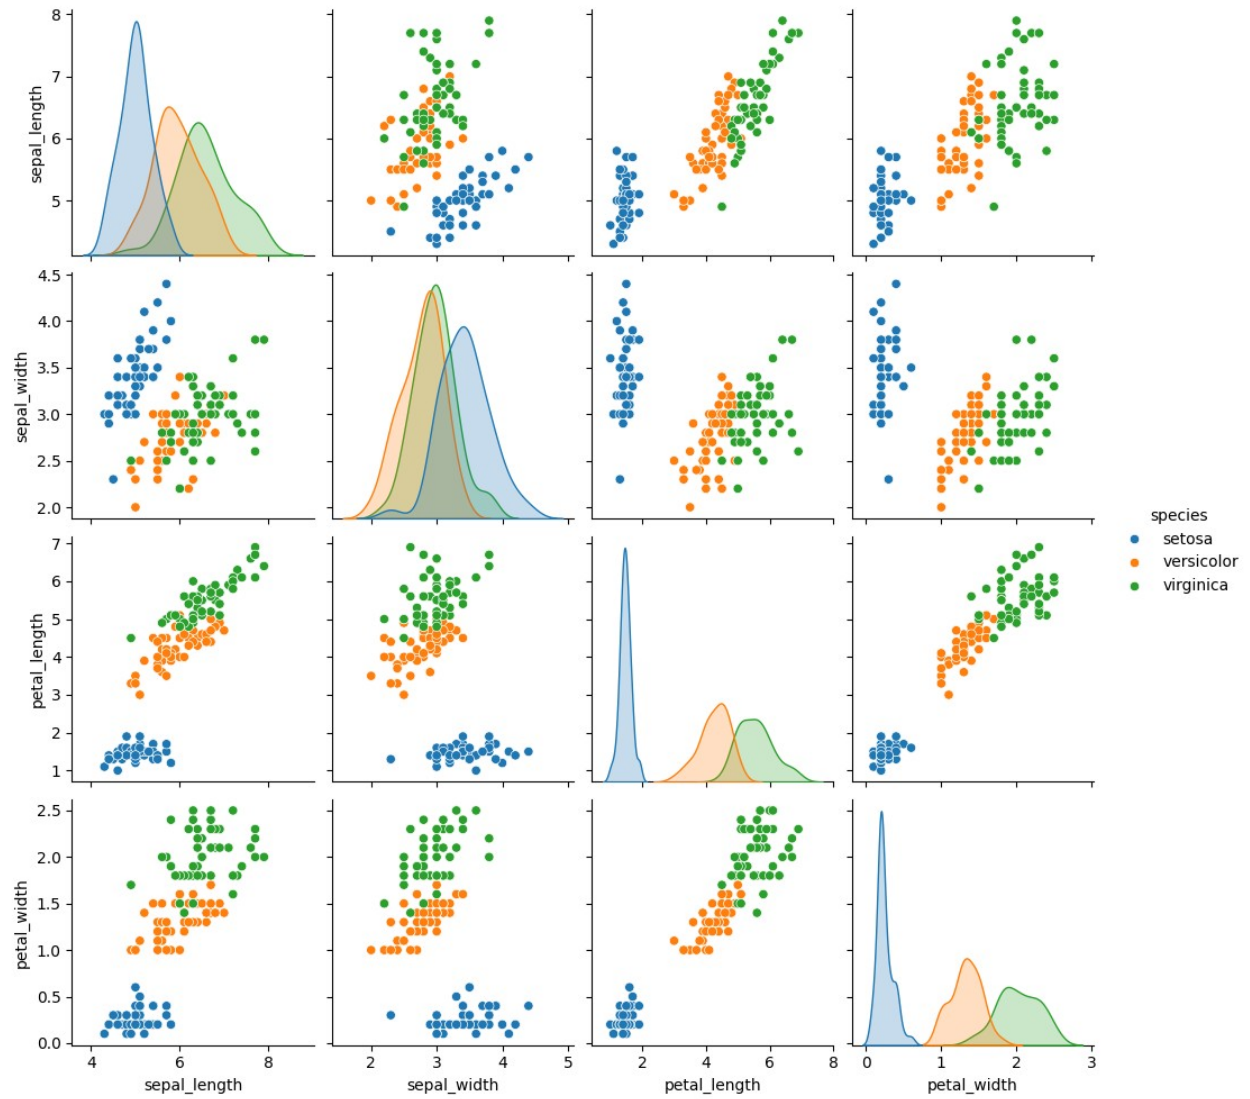 8
7
6
5
sepal_length
4.5
4.0
3.5
3.0
2.5
2.0
sepal_width
species
setosa
versicolor
virginica
7
6
5
4
3
2
1
petal_length
2.5
2.0
1.5
1.0
0.5
0.0
petal_width
4 6 8 2 3 4 5 2 4 6 8 0 1 2 3
sepal_length sepal_width petal_length petal_width